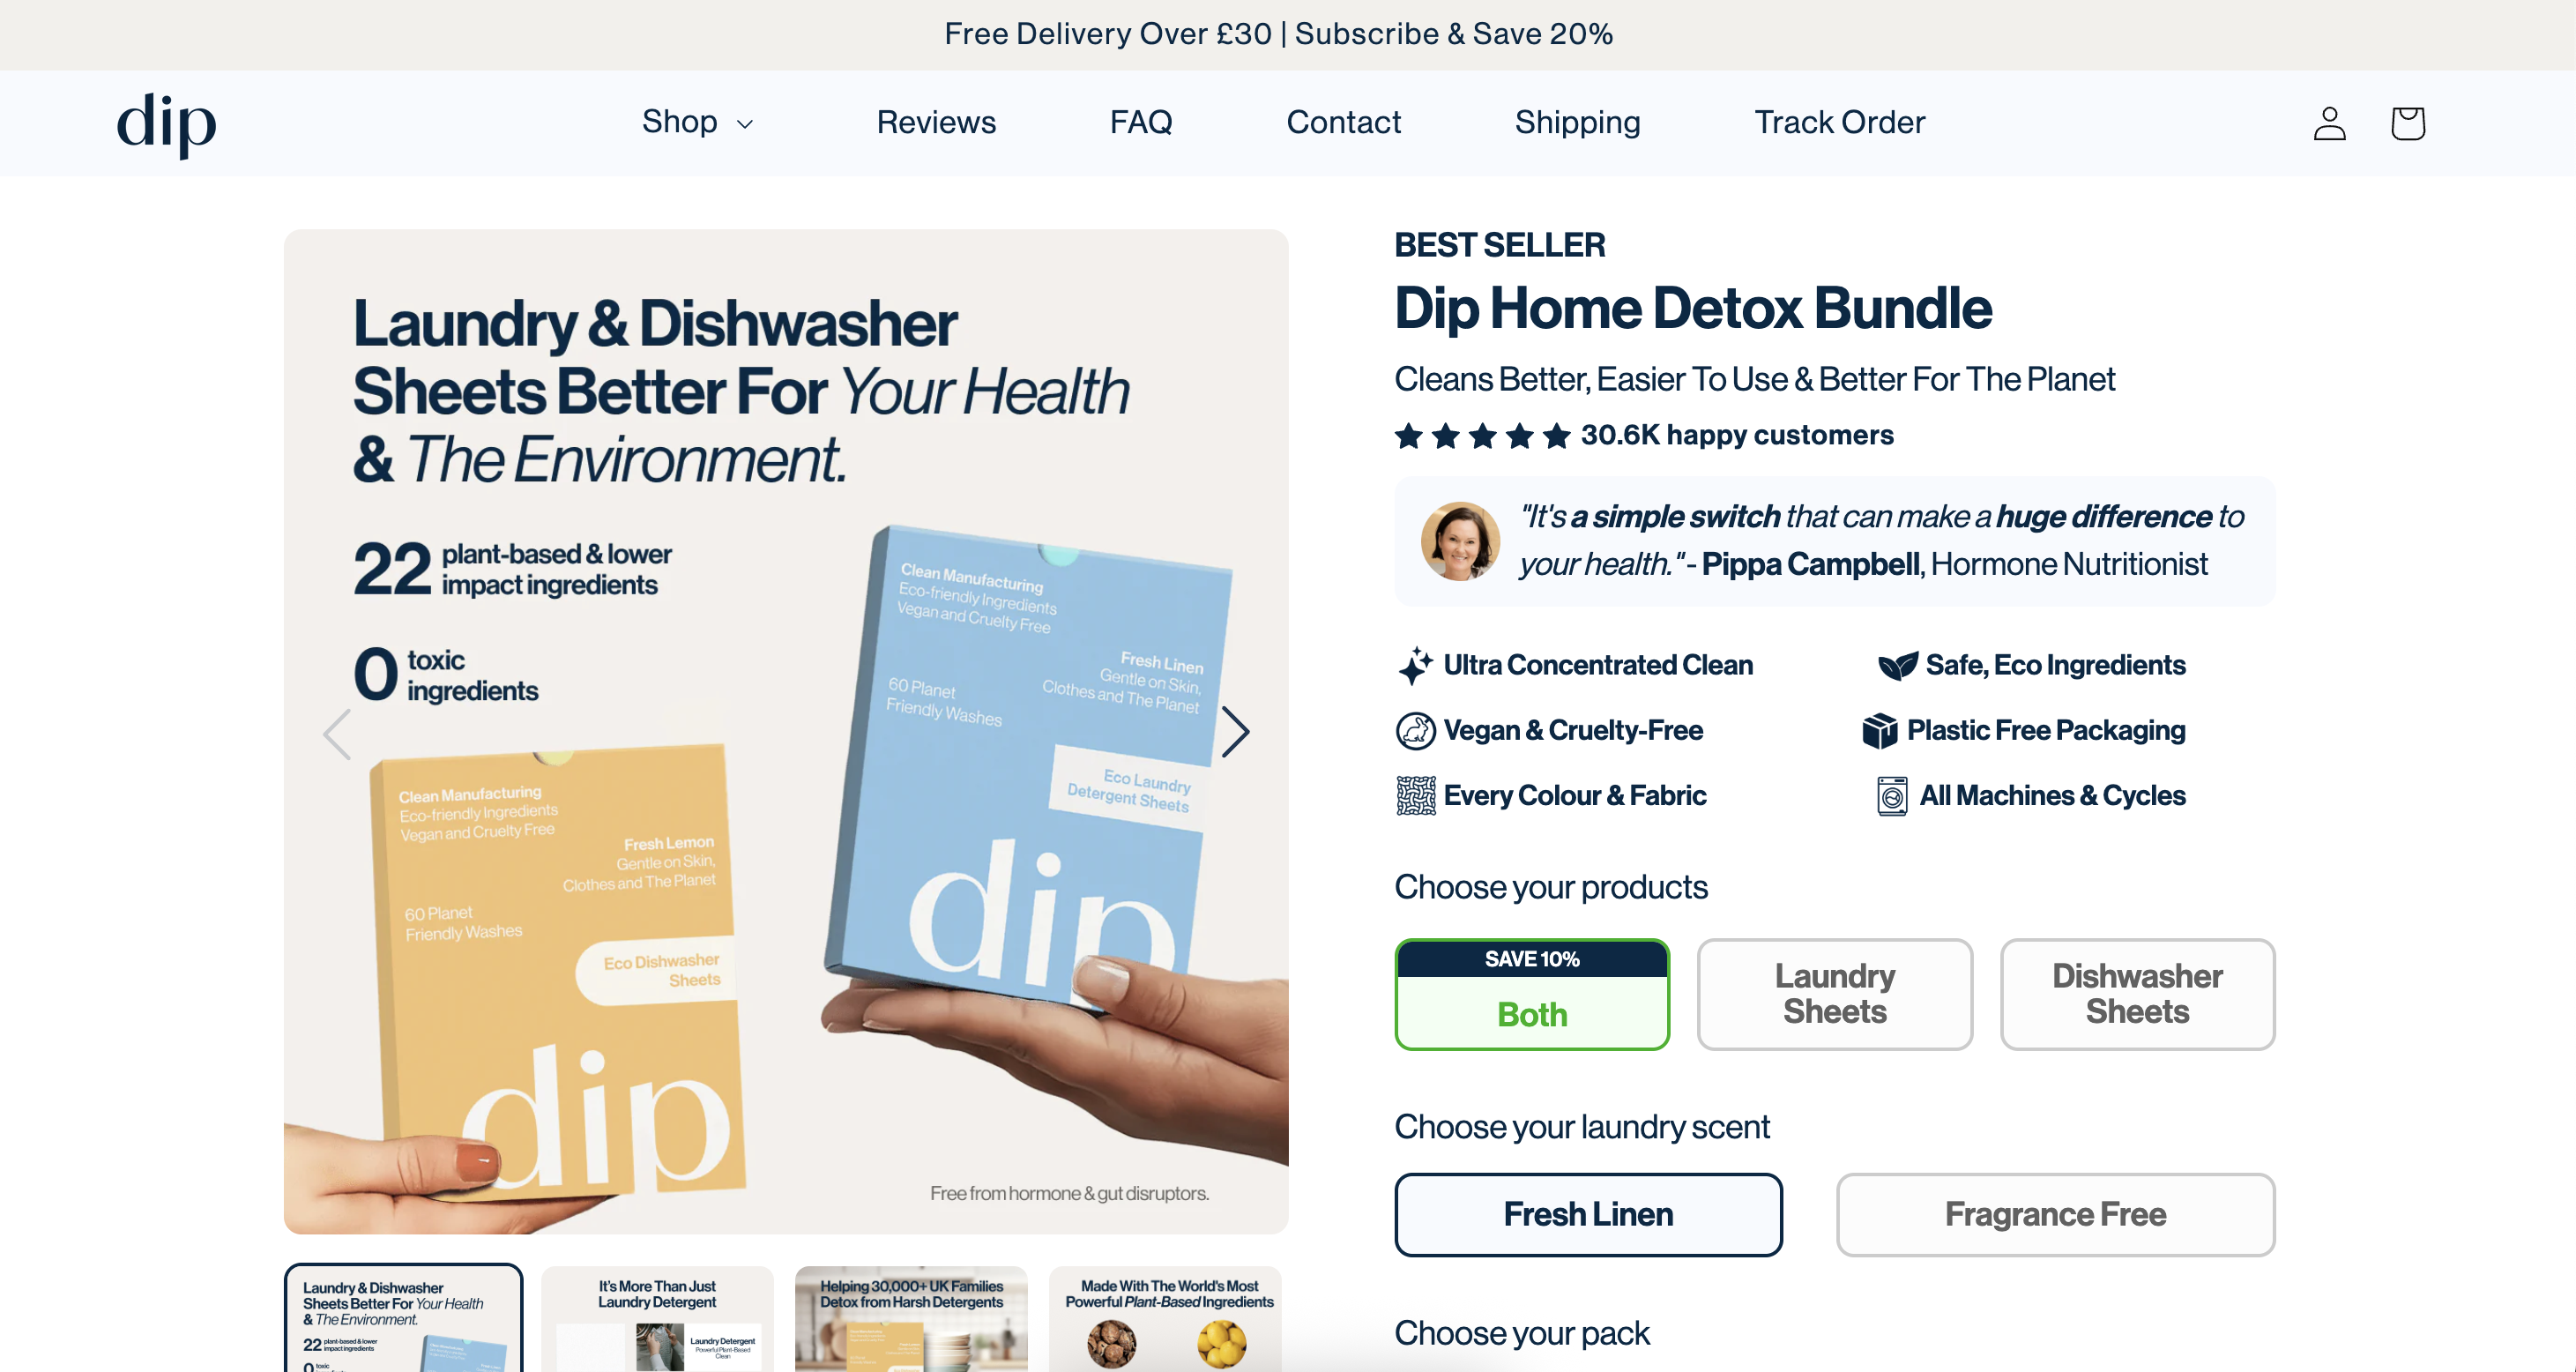 Free Delivery Over £30 | Subscribe & Save 20%
dip
Shop
Reviews
FAQ
Contact
Shipping
Track Order
Laundry & Dishwasher
Sheets Better For Your Health
& The Environment.
22 plant-based & lower
impact ingredients
0 toxic
ingredients
Clean Manufacturing
Eco-friendly Ingredients
Vegan and Cruelty Free
Fresh Linen
Gentle on Skin,
Clothes and The Planet
60 Planet
Friendly Washes
Eco Laundry
Detergent Sheets
dip
Clean Manufacturing
Eco-friendly Ingredients
Vegan and Cruelty Free
Fresh Lemon
Gentle on Skin,
Clothes and The Planet
60 Planet
Friendly Washes
Eco Dishwasher
Sheets
dip
Free from hormone & gut disruptors.
Laundry & Dishwasher
Sheets Better For Your Health
& The Environment.
22 plant-based & lower
impact ingredients
0 toxic
It's More Than Just
Laundry Detergent
Laundry Detergent
Powerful Plant-Based
Clean
Helping 30,000+ UK Families
Detox from Harsh Detergents
Made With The World's Most
Powerful Plant-Based Ingredients
BEST SELLER
Dip Home Detox Bundle
Cleans Better, Easier To Use & Better For The Planet
30.6K happy customers
"It's a simple switch that can make a huge difference to
your health." - Pippa Campbell, Hormone Nutritionist
Ultra Concentrated Clean
Safe, Eco Ingredients
Vegan & Cruelty-Free
Plastic Free Packaging
Every Colour & Fabric
All Machines & Cycles
Choose your products
SAVE 10%
Both
Laundry
Sheets
Dishwasher
Sheets
Choose your laundry scent
Fresh Linen
Fragrance Free
Choose your pack